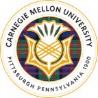 CARNEGIE MELLON UNIVERSITY
PITTSBURGH PENNSYLVANIA 1900